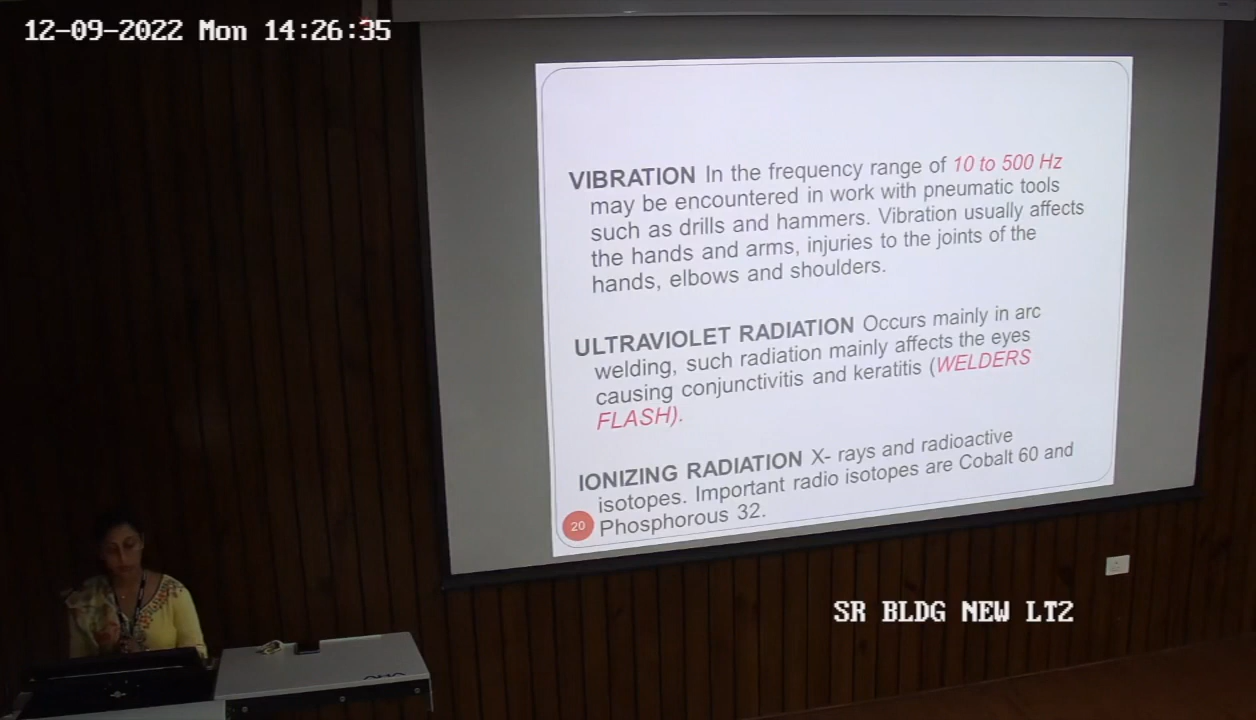 12-09-2022 Mon 14:26:35
VIBRATION In the frequency range of 10 to 500 Hz
may be encountered in work with pneumatic tools
such as drills and hammers. Vibration usually affects
the hands and arms, injuries to the joints of the
hands, elbows and shoulders.
ULTRAVIOLET RADIATION Occurs mainly in arc
welding, such radiation mainly affects the eyes
causing conjunctivitis and keratitis (WELDERS
FLASH).
IONIZING RADIATION X- rays and radioactive
isotopes. Important radio isotopes are Cobalt 60 and
Phosphorous 32.
20
SR BLDG NEW LT2